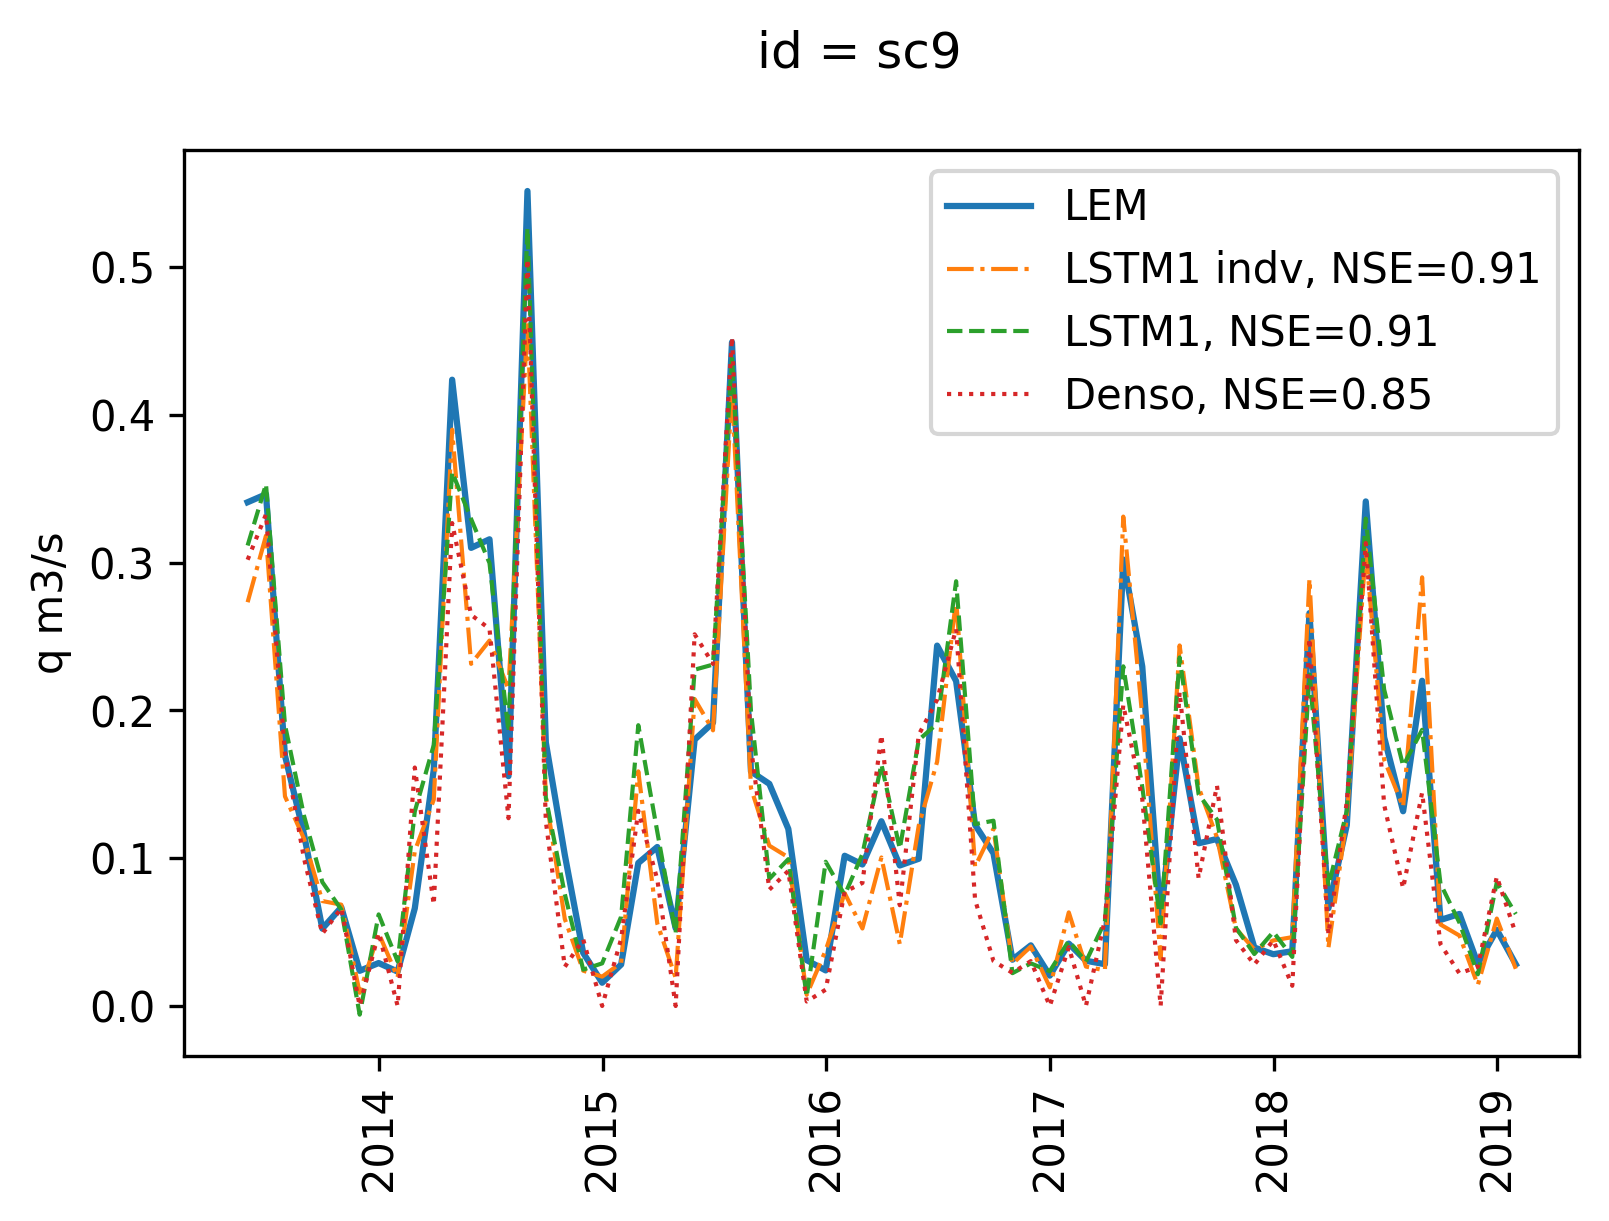 id = sc9
LEM
LSTM1 indv, NSE=0.91
LSTM1, NSE=0.91
Denso, NSE=0.85
q m3/s
0.5
0.4
0.3
0.2
0.1
0.0
2014
2015
2016
2017
2018
2019